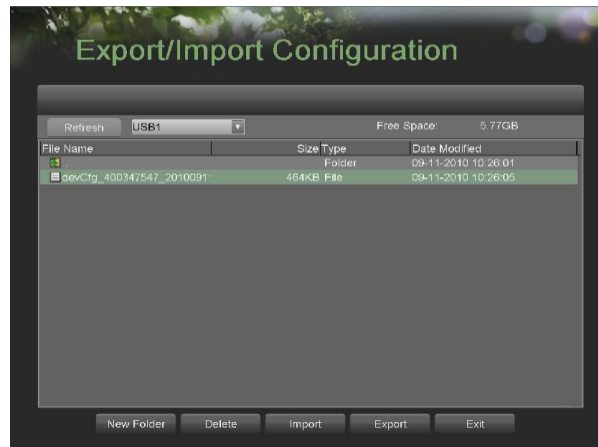 Export/Import Configuration
Refresh USB1 Free Space: 5.77GB
File Name Size Type Date Modified
Folder 09-11-2010 10:26:01
devCfg_400347547_2010091 464KB File 09-11-2010 10:26:05
New Folder Delete Import Export Exit